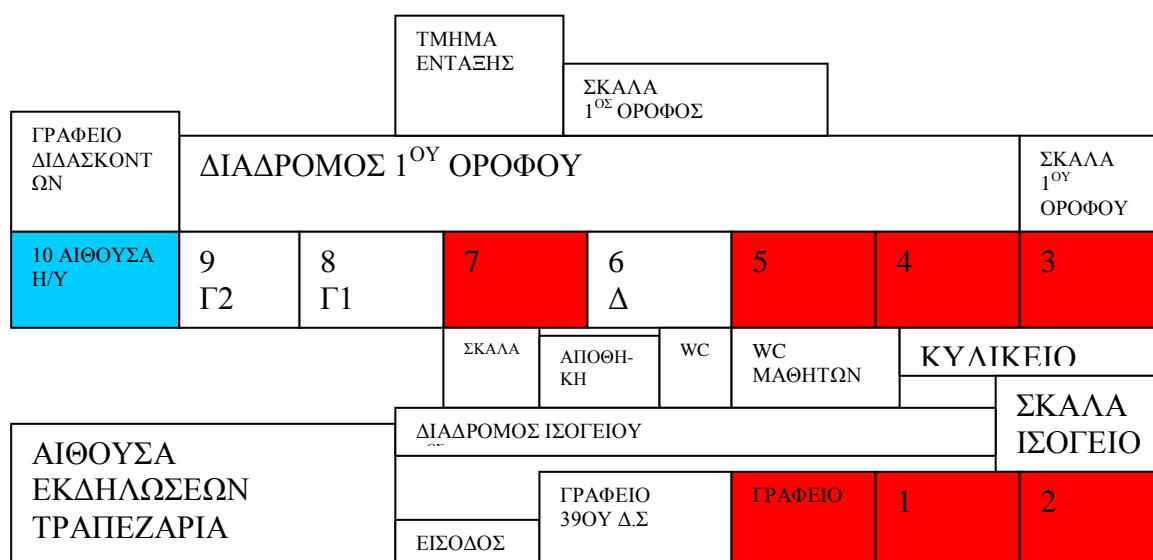 ΤΜΗΜΑ
ΕΝΤΑΞΗΣ
ΣΚΑΛΑ
1ΟΣ ΟΡΟΦΟΣ
ΓΡΑΦΕΙΟ
ΔΙΔΑΣΚΟΝΤ
ΩΝ
ΔΙΑΔΡΟΜΟΣ 1ΟΥ ΟΡΟΦΟΥ
ΣΚΑΛΑ
1ΟΥ
ΟΡΟΦΟΥ
10 ΑΙΘΟΥΣΑ
Η/Υ
9
Γ2
8
Γ1
7
6
Δ
5
4
3
ΣΚΑΛΑ
ΑΠΟΘΗ-
ΚΗ
WC
WC
ΜΑΘΗΤΩΝ
ΚΥΛΙΚΕΙΟ
ΔΙΑΔΡΟΜΟΣ ΙΣΟΓΕΙΟΥ
ΣΚΑΛΑ
ΙΣΟΓΕΙΟ
ΑΙΘΟΥΣΑ
ΕΚΔΗΛΩΣΕΩΝ
ΤΡΑΠΕΖΑΡΙΑ
ΕΙΣΟΔΟΣ
ΓΡΑΦΕΙΟ
39ΟΥ Δ.Σ
ΓΡΑΦΕΙΟ
1
2